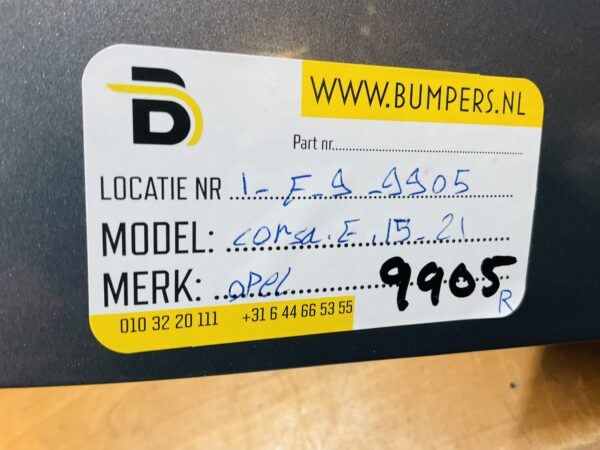 B
WWW.BUMPERS.NL
Part nr.
LOCATIE NR 1-F-9-9905
MODEL: corsa.E.15-21
MERK: opel 9905
R
010 32 20 111 +31 6 44 66 53 55